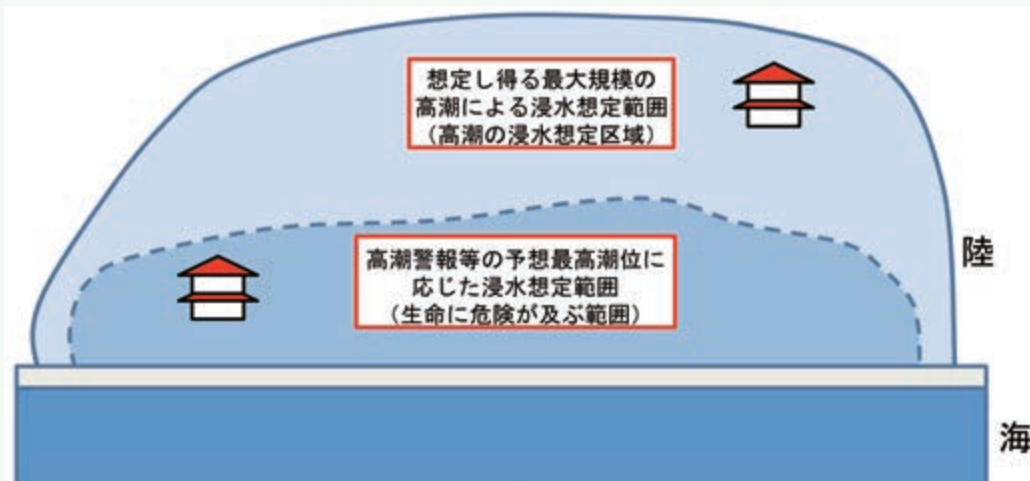 想定し得る最大規模の
高潮による浸水想定範囲
（高潮の浸水想定区域）
高潮警報等の予想最高潮位に
応じた浸水想定範囲
（生命に危険が及ぶ範囲）
陸
海